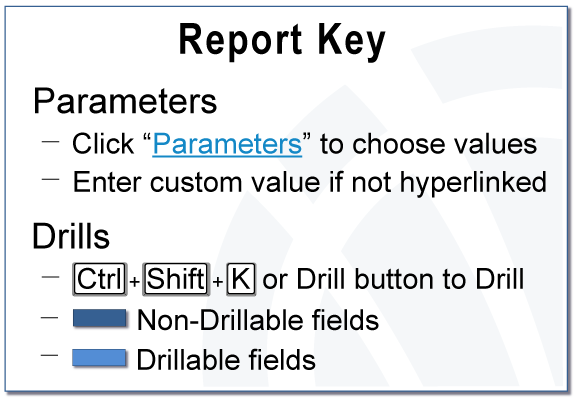 Report Key
Parameters
– Click “Parameters” to choose values
– Enter custom value if not hyperlinked
Drills
– Ctrl + Shift + K or Drill button to Drill
– Non-Drillable fields
– Drillable fields